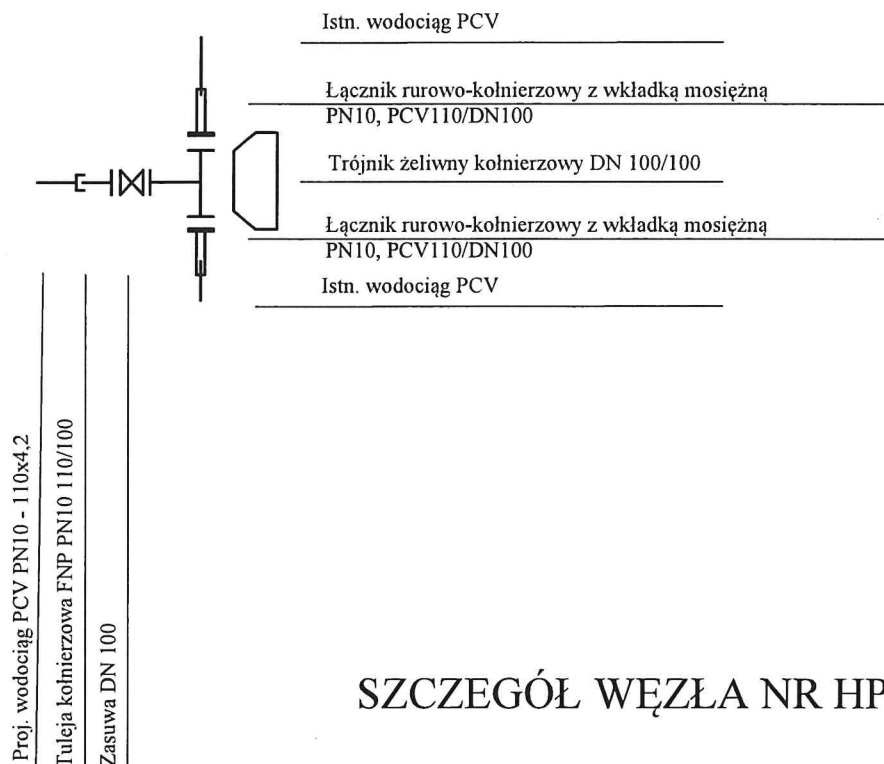 Istn. wodociąg PCV
Łącznik rurowo-kołnierzowy z wkładką mosiężną
PN10, PCV110/DN100
Trójnik żeliwny kołnierzowy DN 100/100
Łącznik rurowo-kołnierzowy z wkładką mosiężną
PN10, PCV110/DN100
Istn. wodociąg PCV
Proj. wodociąg PCV PN10 - 110x4,2
Tuleja kołnierzowa FNP PN10 110/100
Zasuwa DN 100
SZCZEGÓŁ WĘZŁA NR HP